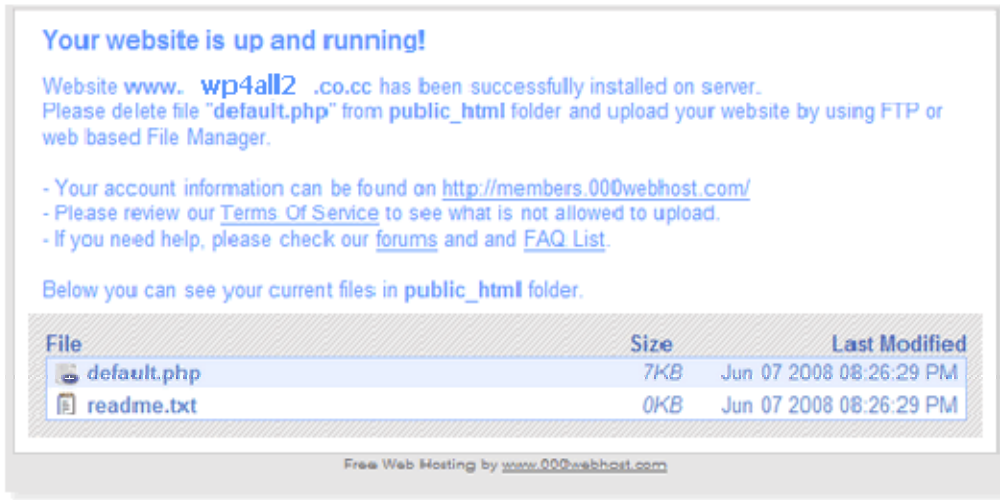 Your website is up and running!
Website www. wp4all2 .co.cc has been successfully installed on server.
Please delete file "default.php" from public_html folder and upload your website by using FTP or
web based File Manager.
- Your account information can be found on http://members.000webhost.com/
- Please review our Terms Of Service to see what is not allowed to upload.
- If you need help, please check our forums and and FAQ List.
Below you can see your current files in public_html folder.
File Size Last Modified
default.php 7KB Jun 07 2008 08:26:29 PM
readme.txt 0KB Jun 07 2008 08:26:29 PM
Free Web Hosting by www.000webhost.com